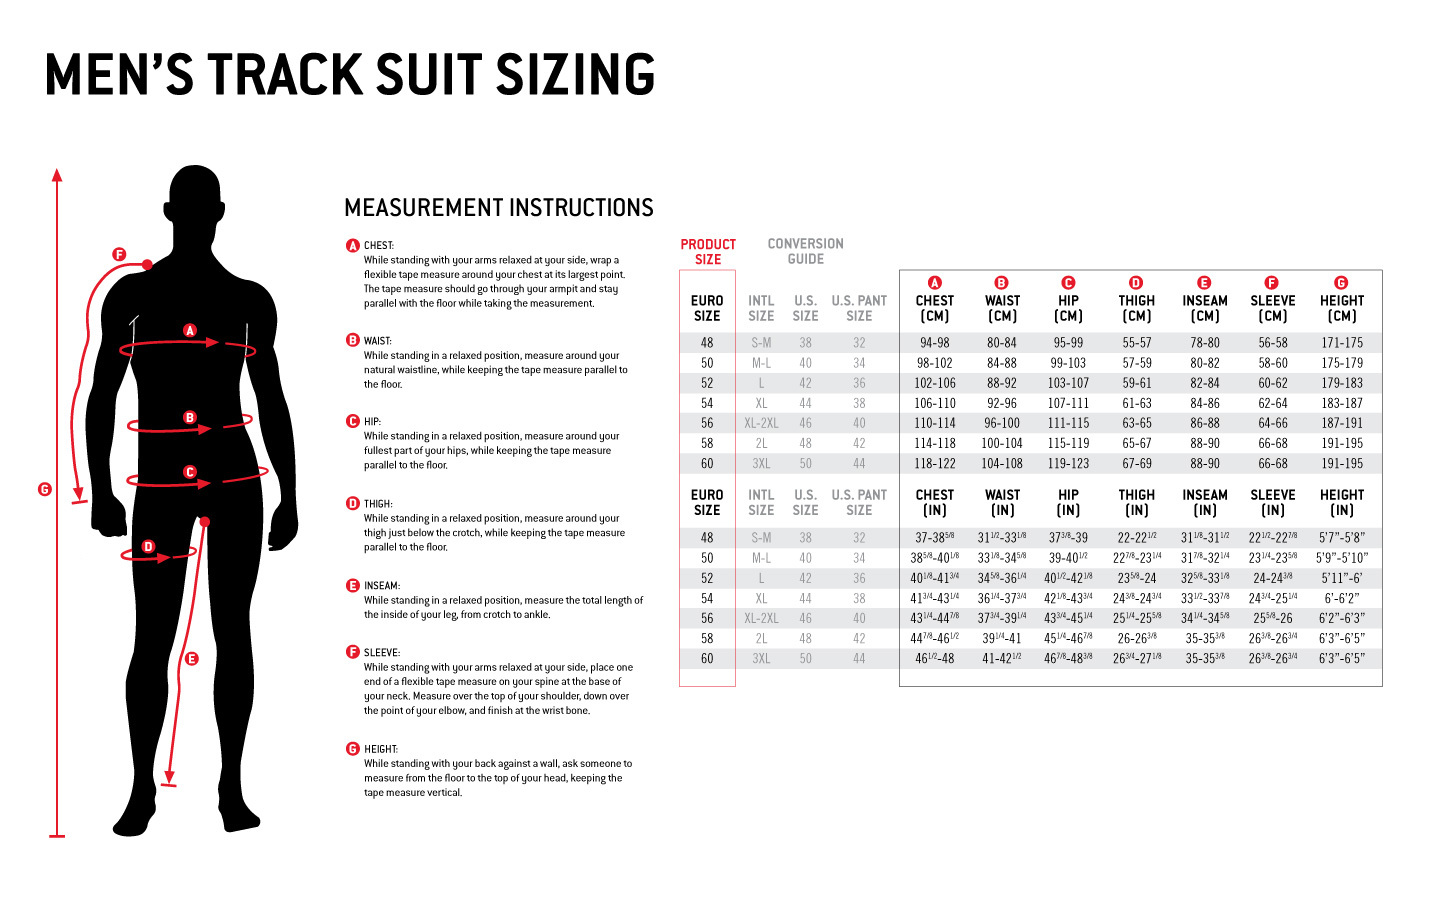 MEN’S TRACK SUIT SIZING
MEASUREMENT INSTRUCTIONS
A CHEST:
While standing with your arms relaxed at your side, wrap a
flexible tape measure around your chest at its largest point.
The tape measure should go through your armpit and stay
parallel with the floor while taking the measurement.
B WAIST:
While standing in a relaxed position, measure around your
natural waistline, while keeping the tape measure parallel to
the floor.
C HIP:
While standing in a relaxed position, measure around your
fullest part of your hips, while keeping the tape measure
parallel to the floor.
D THIGH:
While standing in a relaxed position, measure around your
thigh just below the crotch, while keeping the tape measure
parallel to the floor.
E INSEAM:
While standing in a relaxed position, measure the total length of
the inside of your leg, from crotch to ankle.
F SLEEVE:
While standing with your arms relaxed at your side, place one
end of a flexible tape measure on your spine at the base of
your neck. Measure over the top of your shoulder, down over
the point of your elbow, and finish at the wrist bone.
G HEIGHT:
While standing with your back against a wall, ask someone to
measure from the floor to the top of your head, keeping the
tape measure vertical.
F
A
B
C
G
D
E
PRODUCT CONVERSION
SIZE GUIDE
A B C D E F G
EURO INTL U.S. U.S. PANT CHEST WAIST HIP THIGH INSEAM SLEEVE HEIGHT
SIZE SIZE SIZE SIZE (CM) (CM) (CM) (CM) (CM) (CM) (CM)
48 S-M 38 32 94-98 80-84 95-99 55-57 78-80 56-58 171-175
50 M-L 40 34 98-102 84-88 99-103 57-59 80-82 58-60 175-179
52 L 42 36 102-106 88-92 103-107 59-61 82-84 60-62 179-183
54 XL 44 38 106-110 92-96 107-111 61-63 84-86 62-64 183-187
56 XL-2XL 46 40 110-114 96-100 111-115 63-65 86-88 64-66 187-191
58 2L 48 42 114-118 100-104 115-119 65-67 88-90 66-68 191-195
60 3XL 50 44 118-122 104-108 119-123 67-69 88-90 66-68 191-195
EURO INTL U.S. U.S. PANT CHEST WAIST HIP THIGH INSEAM SLEEVE HEIGHT
SIZE SIZE SIZE SIZE (IN) (IN) (IN) (IN) (IN) (IN) (IN)
48 S-M 38 32 37-38 5/8 31 1/2-33 1/8 37 3/8-39 22-22 1/2 31 1/8-31 1/2 22 1/2-22 7/8 5’7”-5’8”
50 M-L 40 34 38 5/8-40 1/8 33 1/8-34 5/8 39-40 1/2 22 7/8-23 1/4 31 7/8-32 1/4 23 1/4-23 5/8 5’9”-5’10”
52 L 42 36 40 1/8-41 3/4 34 5/8-36 1/4 40 1/2-42 1/8 23 5/8-24 32 5/8-33 1/8 24-24 3/8 5’11”-6’
54 XL 44 38 41 3/4-43 1/4 36 1/4-37 3/4 42 1/8-43 3/4 24 3/8-24 3/4 33 1/2-33 7/8 24 3/4-25 1/4 6’-6’2”
56 XL-2XL 46 40 43 1/4-44 7/8 37 3/4-39 1/4 43 3/4-45 1/4 25 1/4-25 5/8 34 1/4-34 5/8 25 5/8-26 6’2”-6’3”
58 2L 48 42 44 7/8-46 1/2 39 1/4-41 45 1/4-46 7/8 26-26 3/8 35-35 3/8 26 3/8-26 3/4 6’3”-6’5”
60 3XL 50 44 46 1/2-48 41-42 1/2 46 7/8-48 3/8 26 3/4-27 1/8 35-35 3/8 26 3/8-26 3/4 6’3”-6’5”